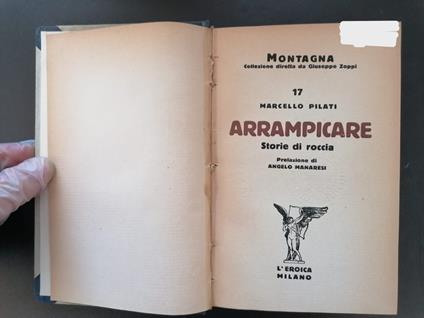 MONTAGNA
Collezione diretta da Giuseppe Zoppi
17
MARCELLO PILATI
ARRAMPICARE
Storie di roccia
Prefazione di
ANGELO MANARESI
L'EROICA
MILANO